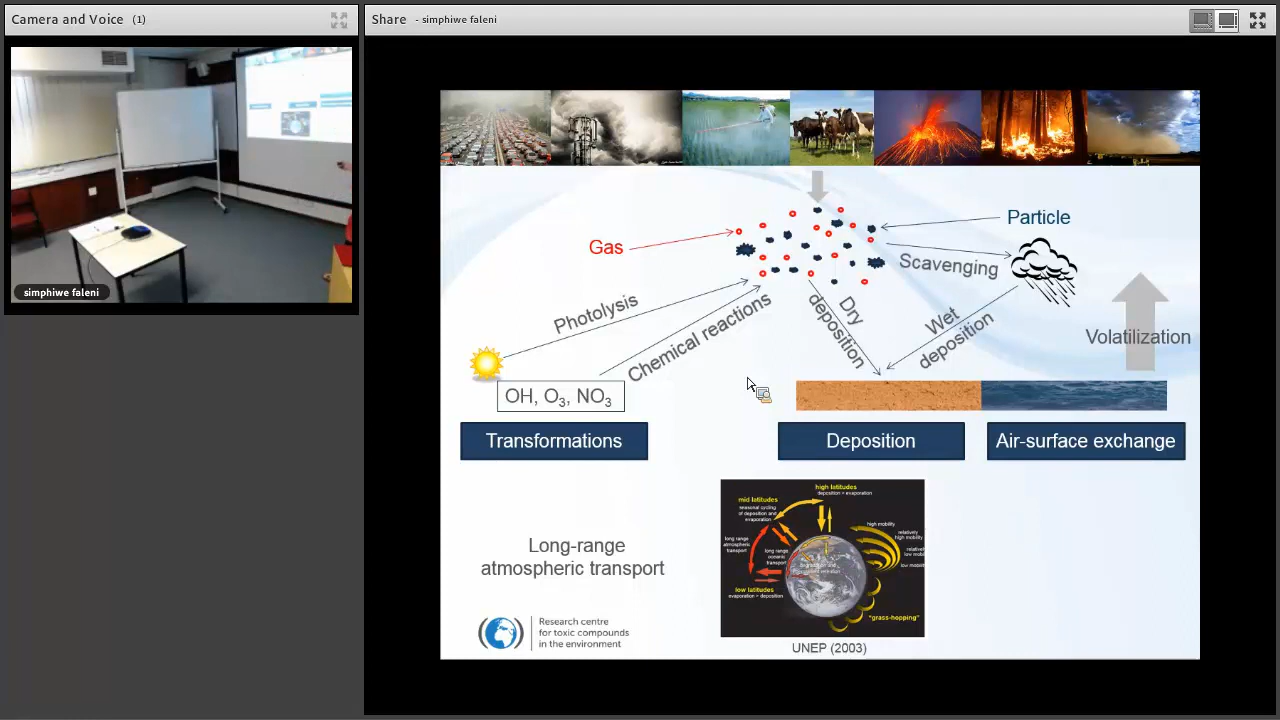 Camera and Voice (1)
simphiwe faleni
Share - simphiwe faleni
Particle
Gas
Scavenging
Photolysis
Chemical reactions
Dry
deposition
Wet
deposition
Volatilization
OH, O3, NO3
Transformations
Deposition
Air-surface exchange
Long-range
atmospheric transport
high latitudes
deposition > evaporation
mid latitudes
seasonal cycling
of deposition and
evaporation
long range
atmospheric
transport
long range
oceanic
transport
low latitudes
evaporation > deposition
high mobility
relatively
high mobility
low mobility
"grass-hopping"
UNEP (2003)
Research centre
for toxic compounds
in the environment